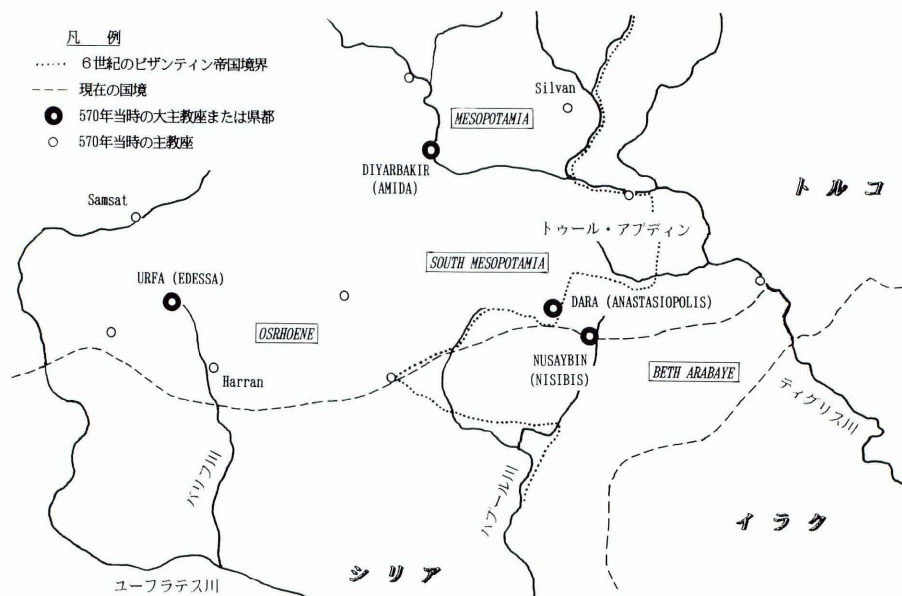 凡 例
6世紀のビザンティン帝国境界
現在の国境
570年当時の大主教座または県都
570年当時の主教座
Silvan
MESOPOTAMIA
DIYARBAKIR
(AMIDA)
トルコ
Samsat
トゥール・アブディン
SOUTH MESOPOTAMIA
URFA (EDESSA)
DARA (ANASTASIOPOLIS)
OSRHOENE
NUSAYBIN
(NISIBIS)
BETH ARABAYE
Harran
ティグリス川
バリフ川
ハブール川
イラク
シリア
ユーフラテス川